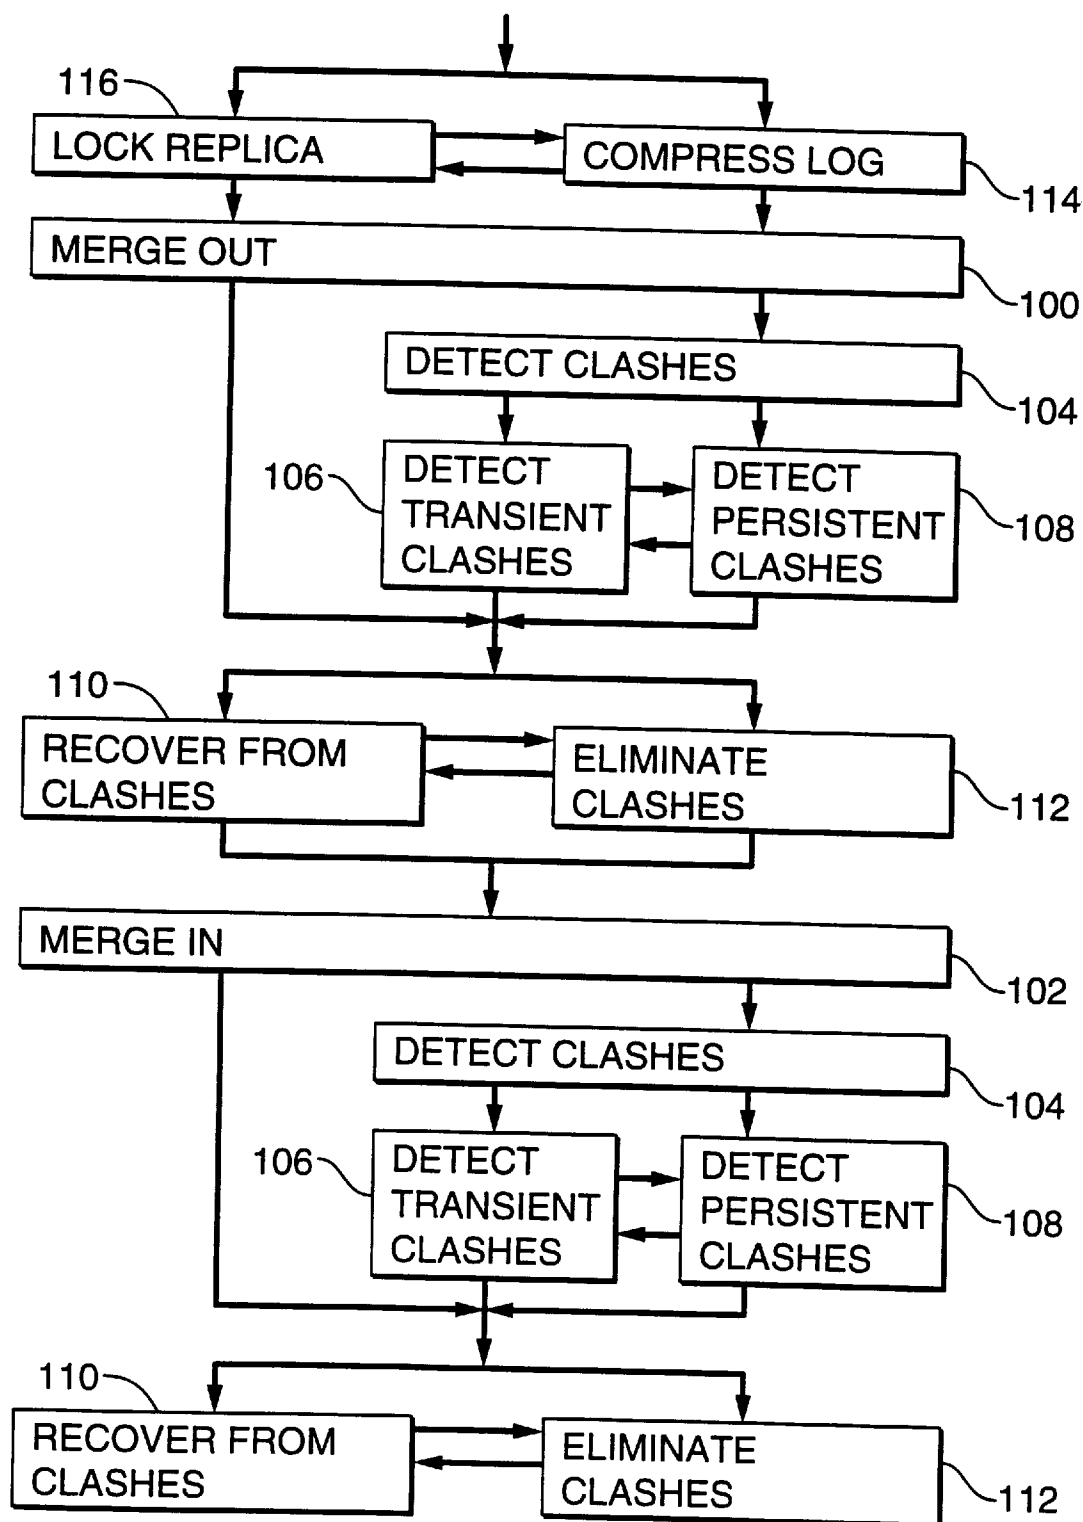 116
LOCK REPLICA
COMPRESS LOG
114
MERGE OUT
100
DETECT CLASHES
104
106
DETECT
TRANSIENT
CLASHES
DETECT
PERSISTENT
CLASHES
108
110
RECOVER FROM
CLASHES
ELIMINATE
CLASHES
112
MERGE IN
102
DETECT CLASHES
104
106
DETECT
TRANSIENT
CLASHES
DETECT
PERSISTENT
CLASHES
108
110
RECOVER FROM
CLASHES
ELIMINATE
CLASHES
112